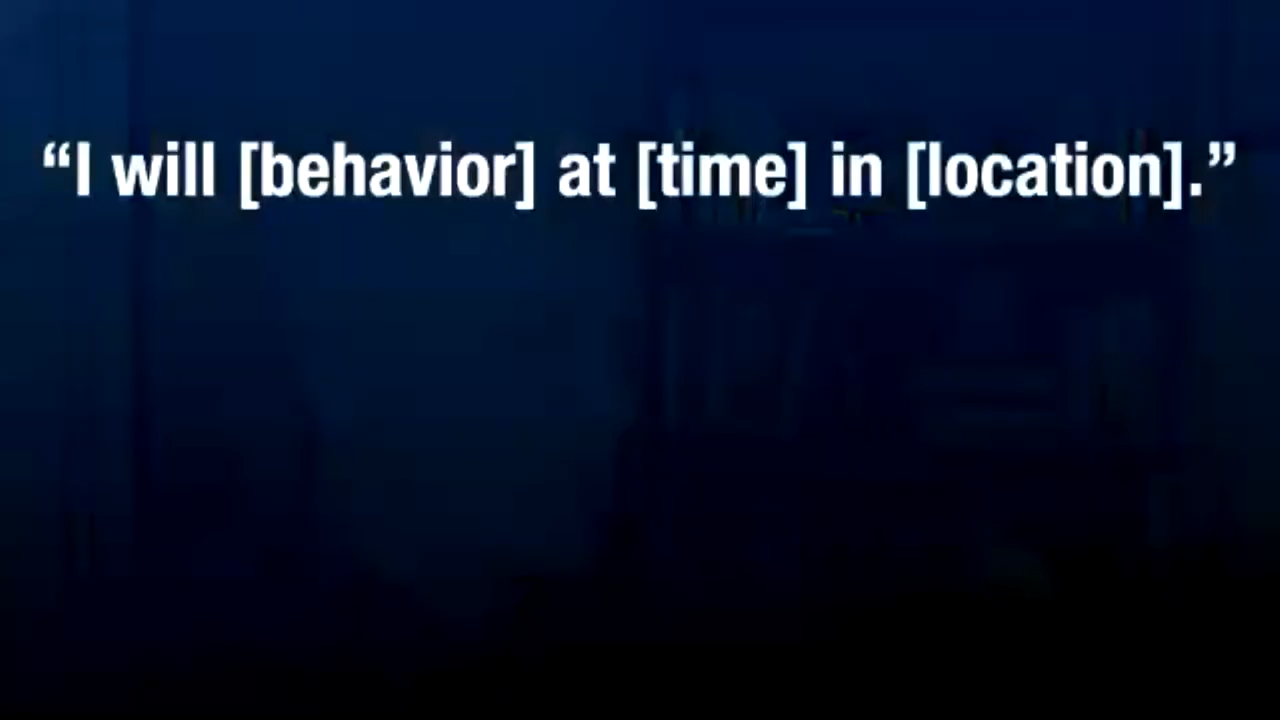 “I will [behavior] at [time] in [location].”